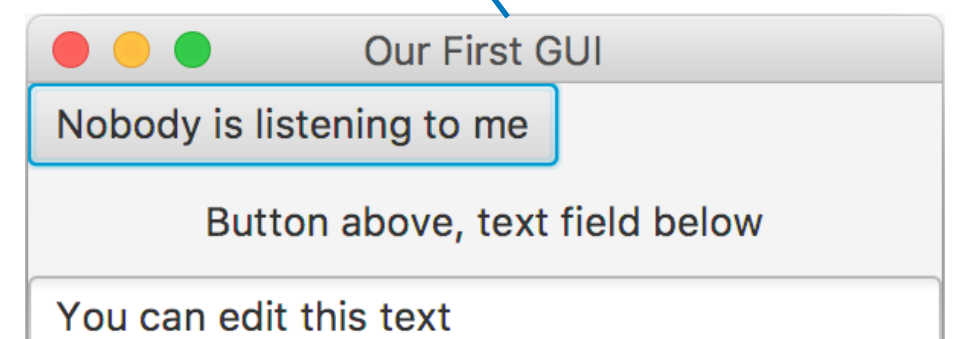 Our First GUI
Nobody is listening to me
Button above, text field below
You can edit this text